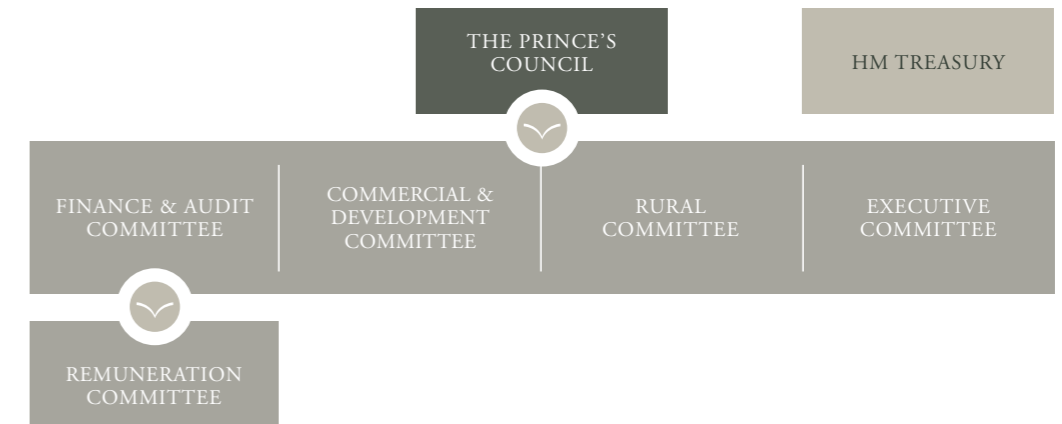 THE PRINCE’S
COUNCIL
HM TREASURY
FINANCE & AUDIT
COMMITTEE
COMMERCIAL &
DEVELOPMENT
COMMITTEE
RURAL
COMMITTEE
EXECUTIVE
COMMITTEE
REMUNERATION
COMMITTEE